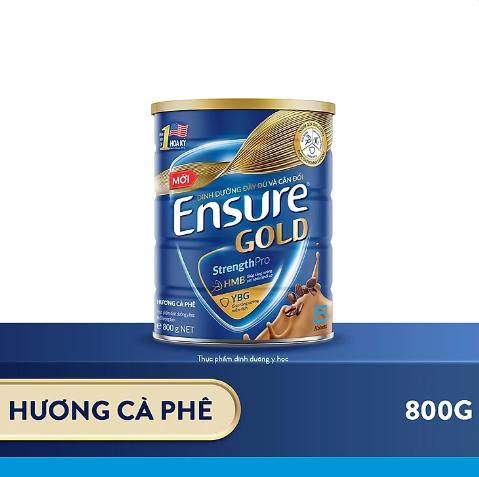 1
HOA KỲ
MỚI
DINH DƯỠNG ĐẦY ĐỦ VÀ CÂN ĐỐI
Ensure®
GOLD
StrengthPro
HMB
YBG
HƯƠNG CÀ PHÊ
800 g NET
Abbott
Thực phẩm dinh dưỡng y học
HƯƠNG CÀ PHÊ
800G